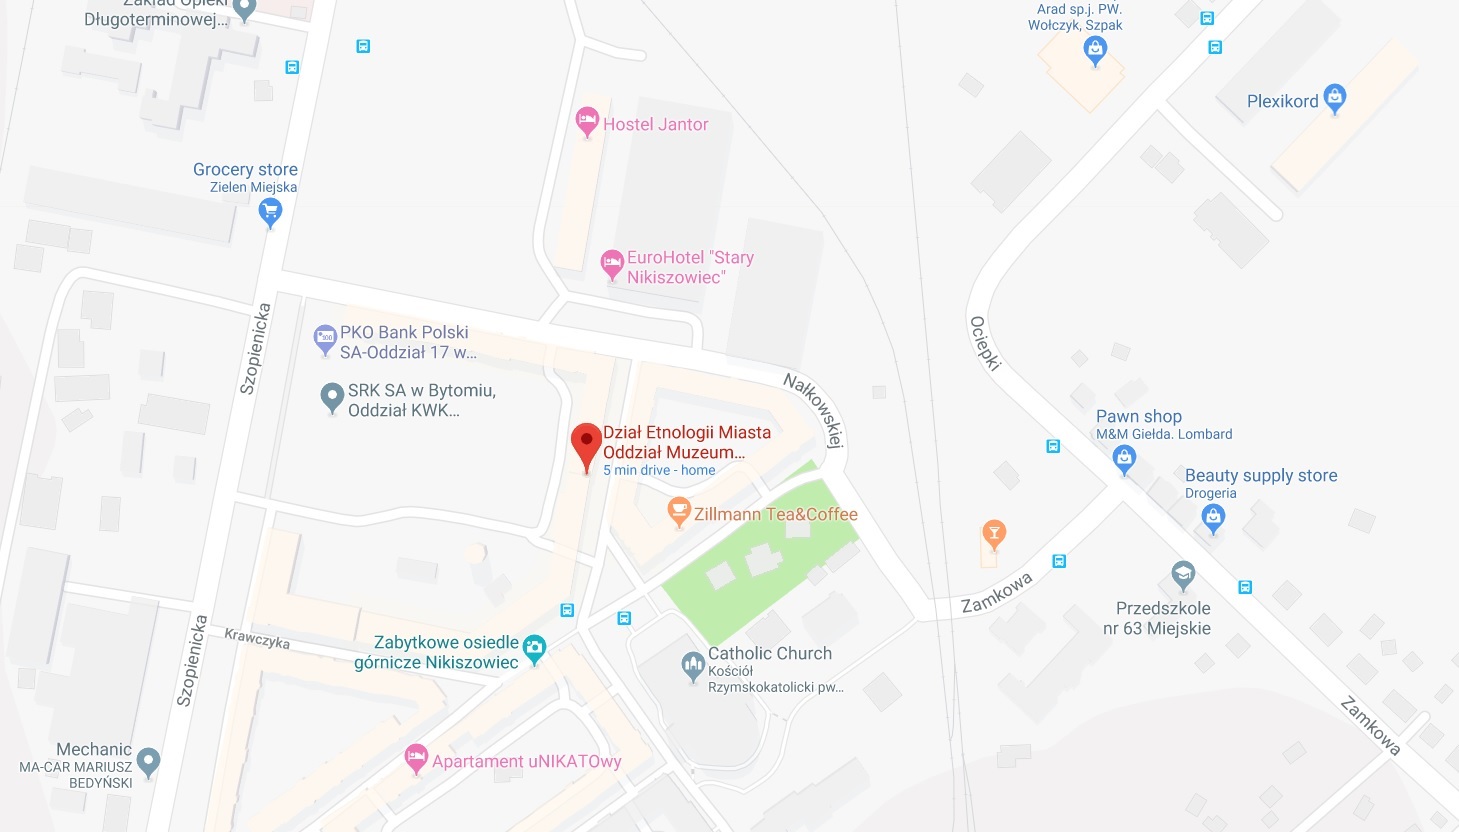 Zakład Opieki
Długoterminowej...
Arad sp.j. PW.
Wołczyk, Szpak
Plexikord
Hostel Jantor
Grocery store
Zielen Miejska
EuroHotel "Stary
Nikiszowiec"
PKO Bank Polski
SA-Oddział 17 w...
SRK SA w Bytomiu,
Oddział KWK...
Szopienicka
Nałkowskiej
Ociepki
Dział Etnologii Miasta
Oddział Muzeum...
5 min drive - home
Zillmann Tea&Coffee
Pawn shop
M&M Giełda. Lombard
Beauty supply store
Drogeria
Zamkowa
Przedszkole
nr 63 Miejskie
Krawczyka
Szopienicka
Zabytkowe osiedle
górnicze Nikiszowiec
Catholic Church
Kościół
Rzymskokatolicki pw...
Zamkowa
Mechanic
MA-CAR MARIUSZ
BEDYŃSKI
Apartament uNIKATOwy